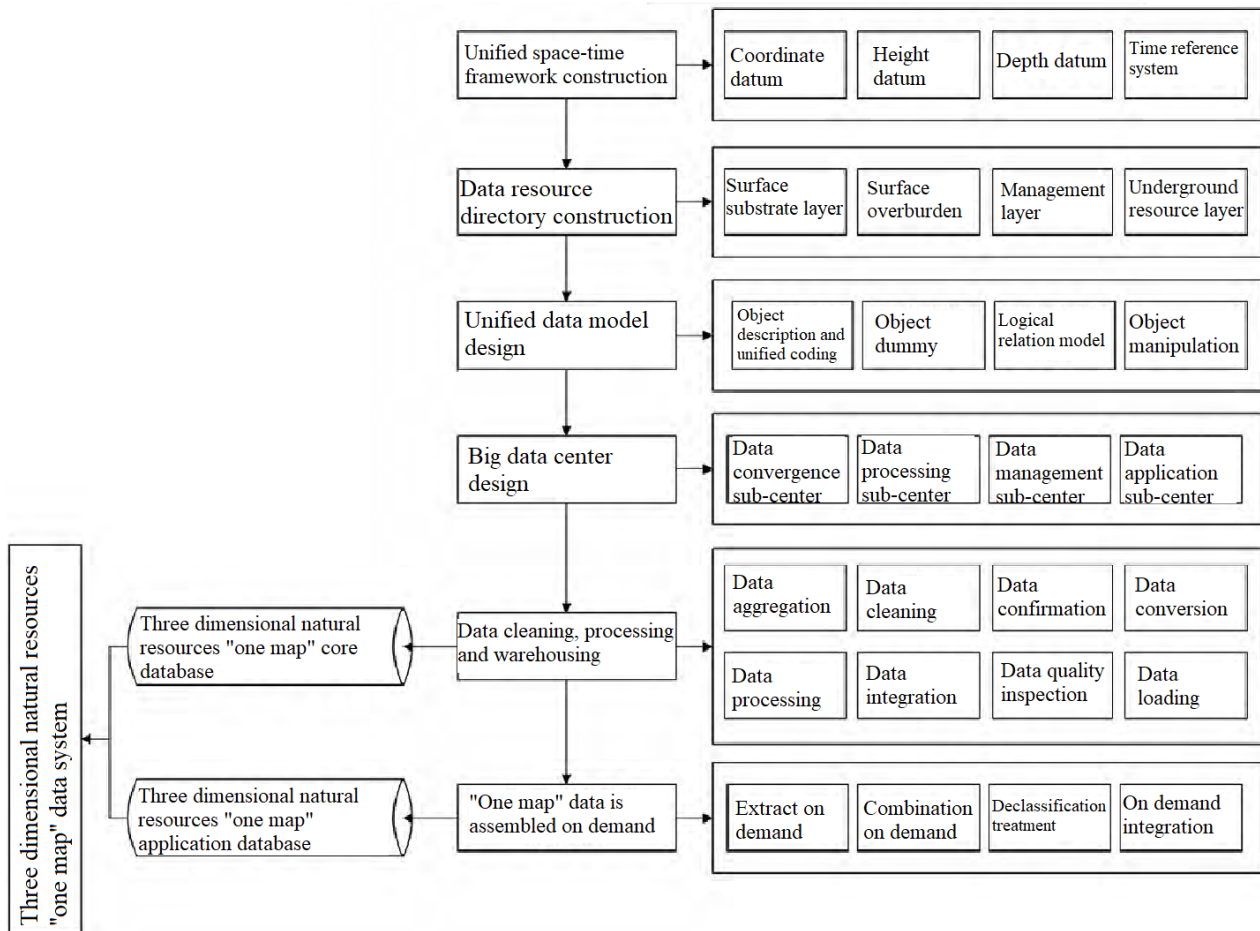 Unified space-time
framework construction
Coordinate
datum
Height
datum
Depth datum
Time reference
system
Data resource
directory construction
Surface
substrate layer
Surface
overburden
Management
layer
Underground
resource layer
Unified data model
design
Object
description and
unified coding
Object
dummy
Logical
relation model
Object
manipulation
Big data center
design
Data
convergence
sub-center
Data
processing
sub-center
Data
management
sub-center
Data
application
sub-center
Three dimensional natural resources
"one map" data system
Three dimensional natural
resources "one map" core
database
Data cleaning, processing
and warehousing
Data
aggregation
Data
cleaning
Data
confirmation
Data
conversion
Data
processing
Data
integration
Data quality
inspection
Data
loading
Three dimensional natural
resources "one map"
application database
"One map" data is
assembled on demand
Extract on
demand
Combination
on demand
Declassification
treatment
On demand
integration